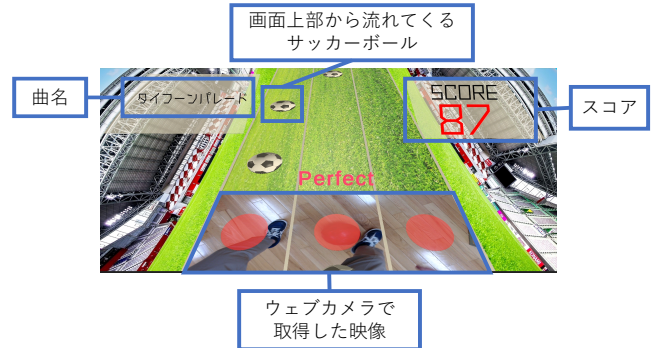 画面上部から流れてくる
サッカーボール
曲名
タイフーンパレード
SCORE
87
スコア
Perfect
ウェブカメラで
取得した映像